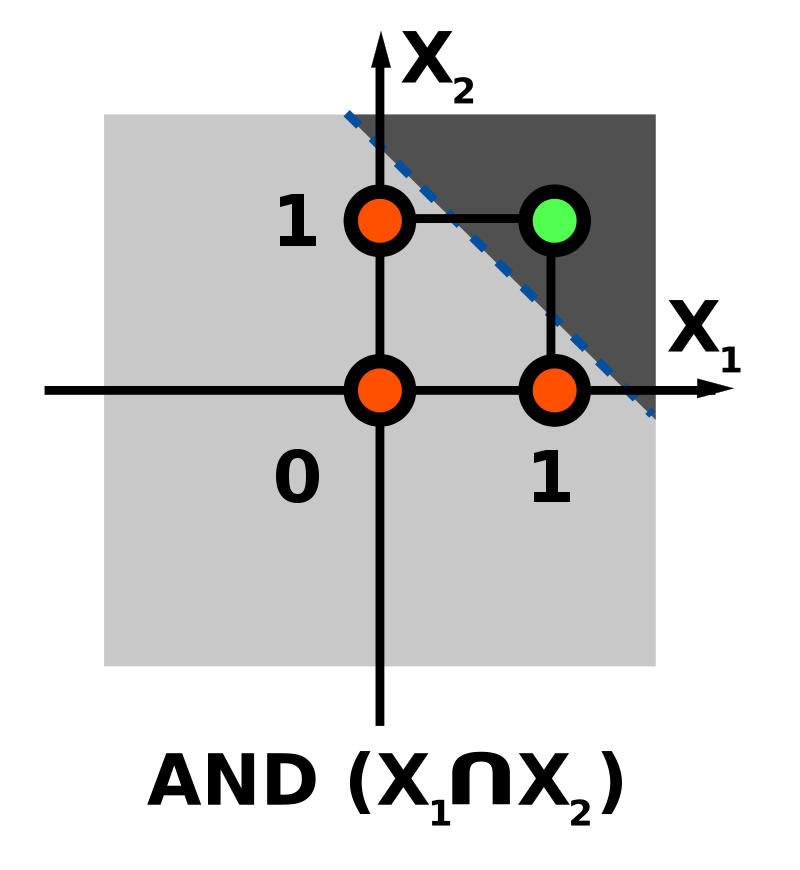 X₂
1
X₁
0 1
AND (X₁∩X₂)